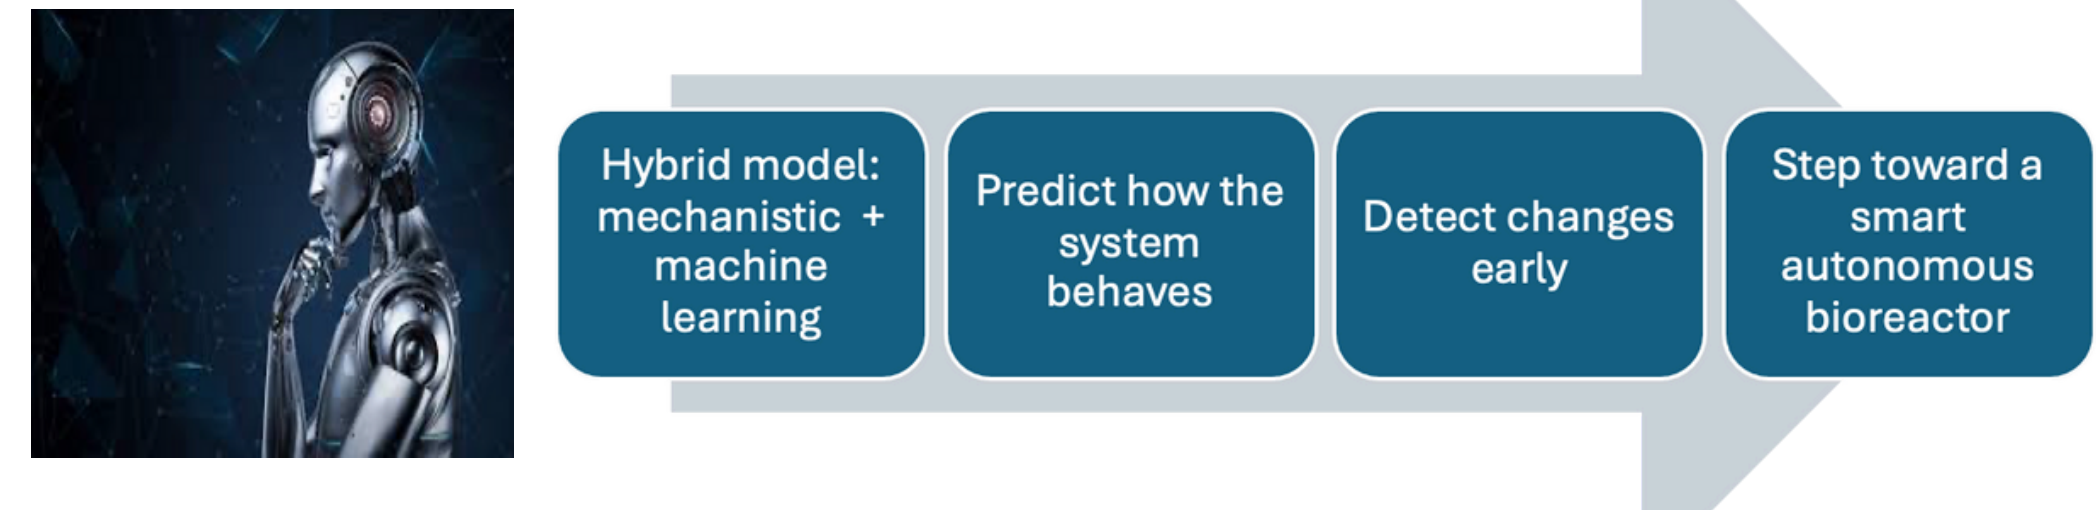 Hybrid model:
mechanistic +
machine
learning
Predict how the
system
behaves
Detect changes
early
Step toward a
smart
autonomous
bioreactor